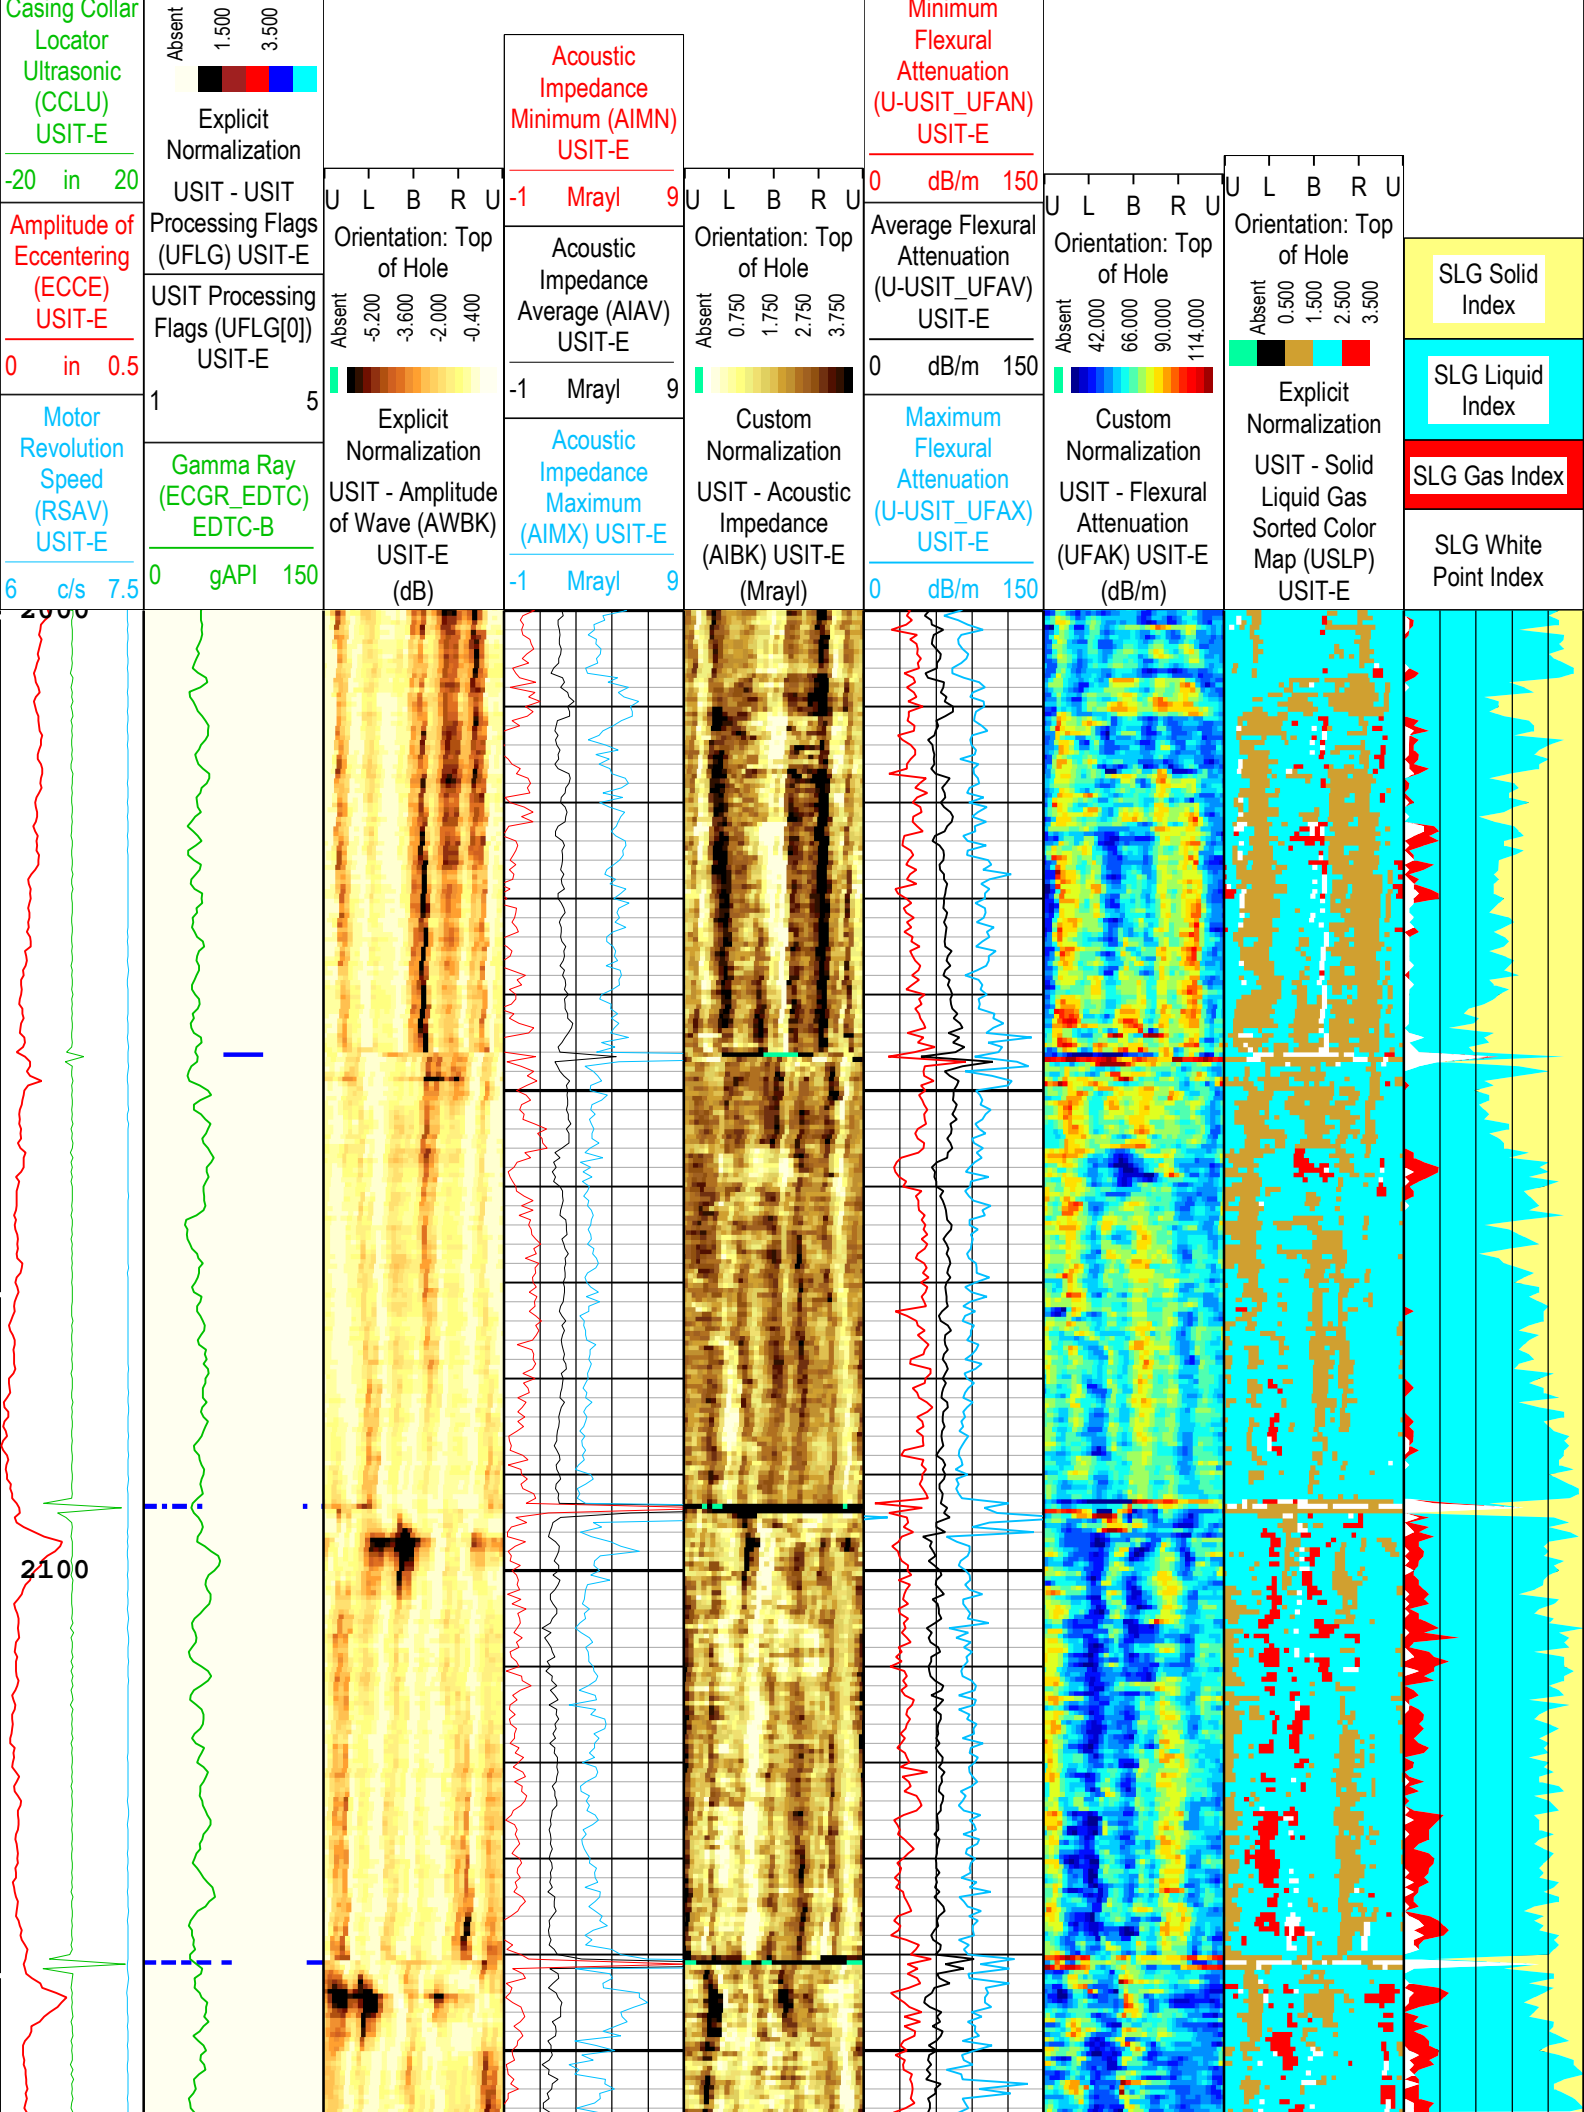 Casing Collar
Locator
Ultrasonic
(CCLU)
USIT-E
-20 in 20
Amplitude of
Eccentering
(ECCE)
USIT-E
0 in 0.5
Motor
Revolution
Speed
(RSAV)
USIT-E
6 c/s 7.5
Absent
1.500
3.500
Explicit
Normalization
USIT - USIT
Processing Flags
(UFLG) USIT-E
USIT Processing
Flags (UFLG[0])
USIT-E
1 5
Gamma Ray
(ECGR_EDTC)
EDTC-B
0 gAPI 150
U L B R U
Orientation: Top
of Hole
Absent
-5.200
-3.600
-2.000
-0.400
Explicit
Normalization
USIT - Amplitude
of Wave (AWBK)
USIT-E
(dB)
Acoustic
Impedance
Minimum (AIMN)
USIT-E
-1 Mrayl 9
Acoustic
Impedance
Average (AIAV)
USIT-E
-1 Mrayl 9
Acoustic
Impedance
Maximum
(AIMX) USIT-E
-1 Mrayl 9
U L B R U
Orientation: Top
of Hole
Absent
0.750
1.750
2.750
3.750
Custom
Normalization
USIT - Acoustic
Impedance
(AIBK) USIT-E
(Mrayl)
Minimum
Flexural
Attenuation
(U-USIT_UFAN)
USIT-E
0 dB/m 150
Average Flexural
Attenuation
(U-USIT_UFAV)
USIT-E
0 dB/m 150
Maximum
Flexural
Attenuation
(U-USIT_UFAX)
USIT-E
0 dB/m 150
U L B R U
Orientation: Top
of Hole
Absent
42.000
66.000
90.000
114.000
Custom
Normalization
USIT - Flexural
Attenuation
(UFAK) USIT-E
(dB/m)
U L B R U
Orientation: Top
of Hole
Absent
0.500
1.500
2.500
3.500
Explicit
Normalization
USIT - Solid
Liquid Gas
Sorted Color
Map (USLP)
USIT-E
SLG Solid
Index
SLG Liquid
Index
SLG Gas Index
SLG White
Point Index
2100